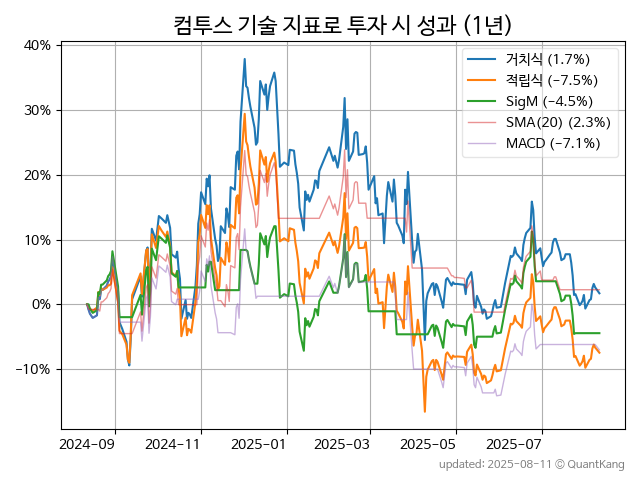 컴투스 기술 지표로 투자 시 성과 (1년)
40%
30%
20%
10%
0%
−10%
거치식 (1.7%)
적립식 (−7.5%)
SigM (−4.5%)
SMA(20) (2.3%)
MACD (−7.1%)
2024-09
2024-11
2025-01
2025-03
2025-05
2025-07
updated: 2025-08-11 © QuantKang